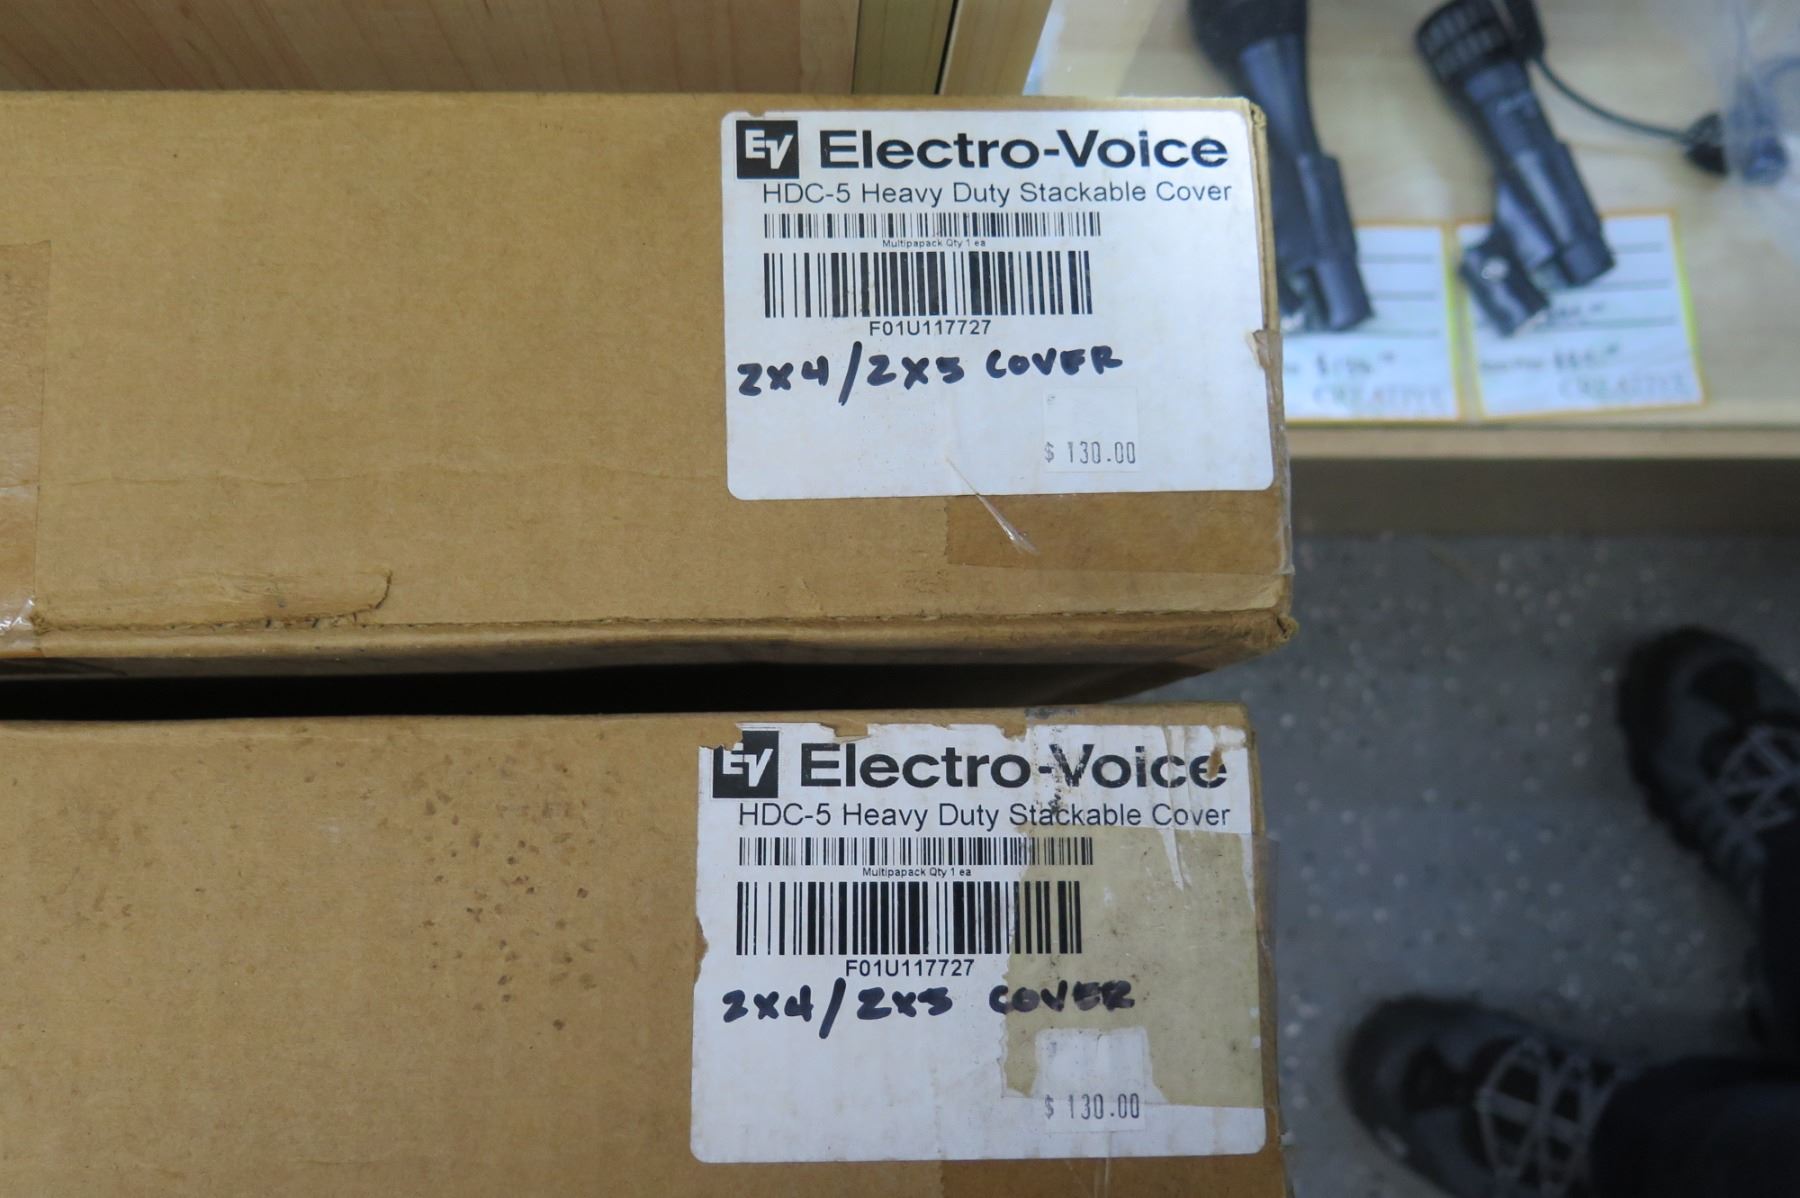 EV Electro-Voice
HDC-5 Heavy Duty Stackable Cover
Multipapack Qty 1 ea
F01U117727
2X4/2X5 COVER
$ 130.00
EV Electro-Voice
HDC-5 Heavy Duty Stackable Cover
Multipapack Qty 1 ea
F01U117727
2X4/2X5 COVER
$ 130.00
CREATIVE
CREATIVE